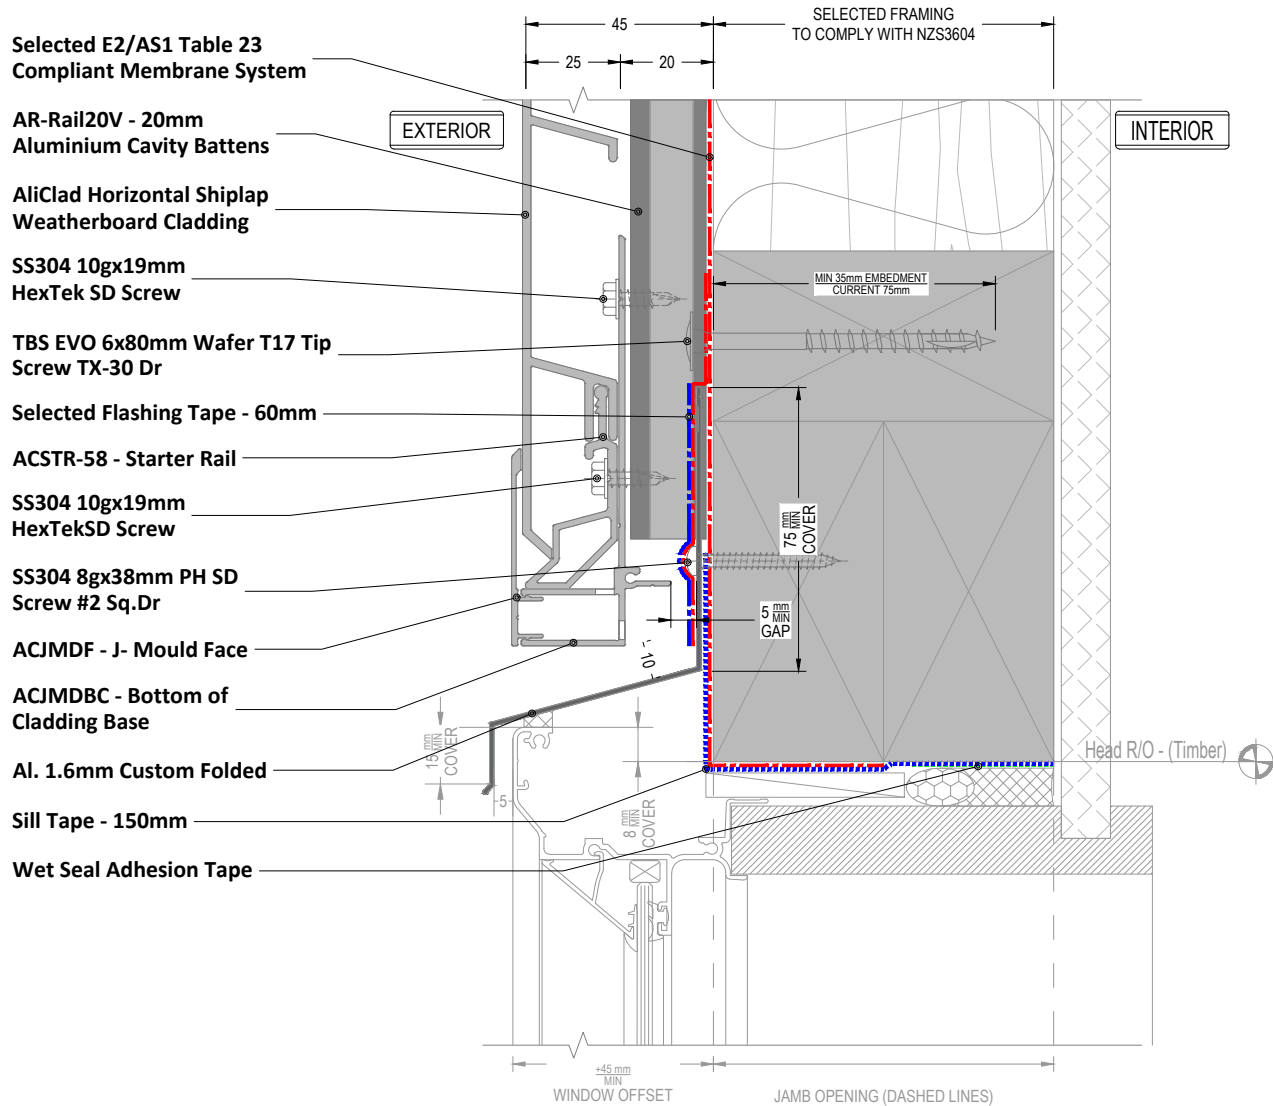 45
SELECTED FRAMING
TO COMPLY WITH NZS3604
25
20
Selected E2/AS1 Table 23
Compliant Membrane System
AR-Rail20V - 20mm
Aluminium Cavity Battens
EXTERIOR
INTERIOR
AliClad Horizontal Shiplap
Weatherboard Cladding
SS304 10gx19mm
HexTek SD Screw
MIN 35mm EMBEDMENT
CURRENT 75mm
TBS EVO 6x80mm Wafer T17 Tip
Screw TX-30 Dr
Selected Flashing Tape - 60mm
ACSTR-58 - Starter Rail
SS304 10gx19mm
HexTekSD Screw
75 mm
MIN
COVER
SS304 8gx38mm PH SD
Screw #2 Sq.Dr
5 mm
MIN
GAP
ACJMDF - J- Mould Face
10
ACJMDBC - Bottom of
Cladding Base
15 mm
MIN
COVER
Head R/O - (Timber)
Al. 1.6mm Custom Folded
5
8 mm
MIN
COVER
Sill Tape - 150mm
Wet Seal Adhesion Tape
+45 mm
MIN
WINDOW OFFSET
JAMB OPENING (DASHED LINES)